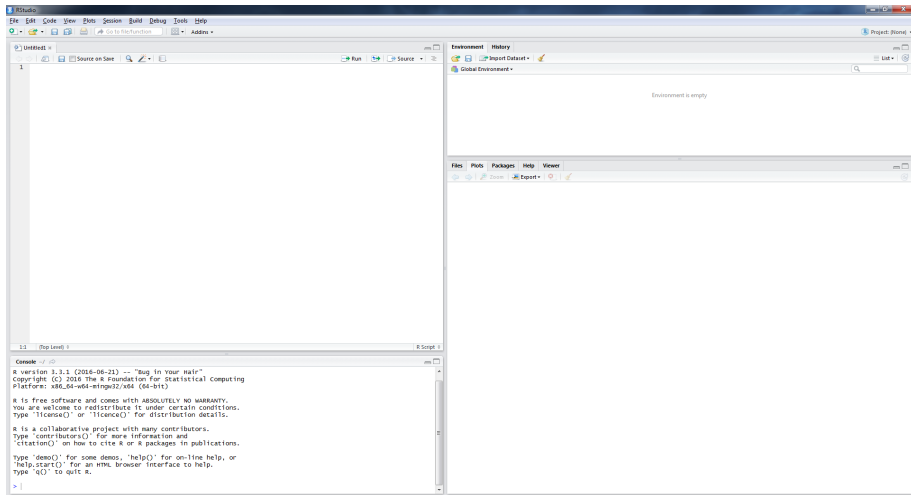 RStudio
File Edit Code View Plots Session Build Debug Tools Help
Go to file/function Addins
Project: (None)
Untitled1
Source on Save Run Source
1
1:1 (Top Level) R Script
Console ~/
R version 3.3.1 (2016-06-21) -- "Bug in Your Hair"
Copyright (C) 2016 The R Foundation for Statistical Computing
Platform: x86_64-w64-mingw32/x64 (64-bit)
R is free software and comes with ABSOLUTELY NO WARRANTY.
You are welcome to redistribute it under certain conditions.
Type 'license()' or 'licence()' for distribution details.
R is a collaborative project with many contributors.
Type 'contributors()' for more information and
'citation()' on how to cite R or R packages in publications.
Type 'demo()' for some demos, 'help()' for on-line help, or
'help.start()' for an HTML browser interface to help.
Type 'q()' to quit R.
>
Environment History
Import Dataset List
Global Environment
Environment is empty
Files Plots Packages Help Viewer
Zoom Export